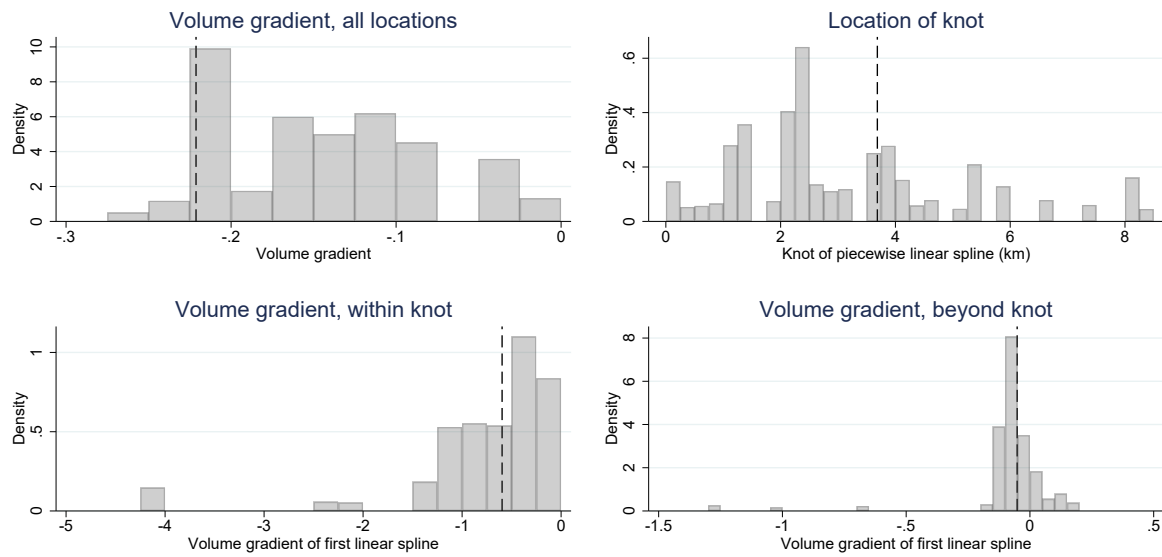 Volume gradient, all locations
Density
0 2 4 6 8 10
-.3 -.2 -.1 0
Volume gradient
Location of knot
Density
0 .2 .4 .6
0 2 4 6 8
Knot of piecewise linear spline (km)
Volume gradient, within knot
Density
0 .5 1
-5 -4 -3 -2 -1 0
Volume gradient of first linear spline
Volume gradient, beyond knot
Density
0 2 4 6 8
-1.5 -1 -.5 0 .5
Volume gradient of first linear spline